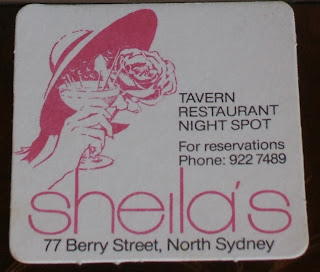 TAVERN
RESTAURANT
NIGHT SPOT
For reservations
Phone: 922 7489
sheila's
77 Berry Street, North Sydney